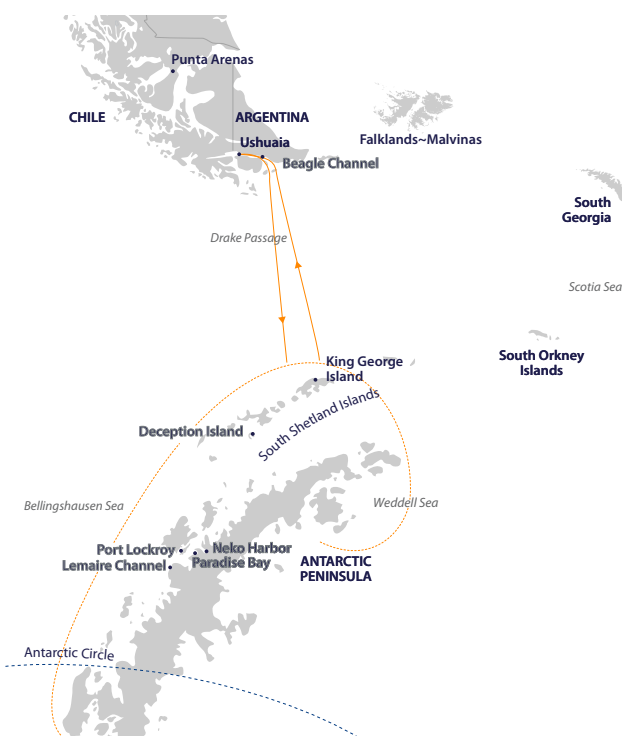 Punta Arenas
CHILE
ARGENTINA
Falklands~Malvinas
Ushuaia
Beagle Channel
South
Georgia
Drake Passage
Scotia Sea
King George
Island
South Orkney
Islands
South Shetland Islands
Deception Island
Bellingshausen Sea
Weddell Sea
Port Lockroy
Neko Harbor
Lemaire Channel
Paradise Bay
ANTARCTIC
PENINSULA
Antarctic Circle